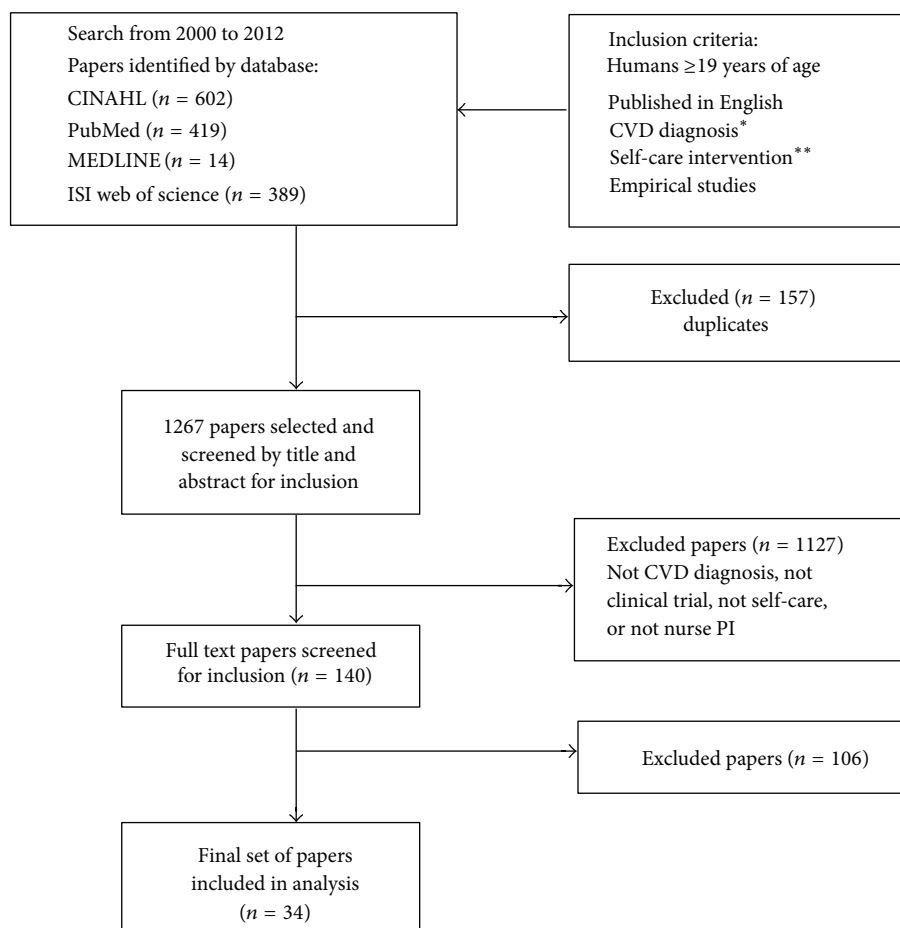 Search from 2000 to 2012
Papers identified by database:
CINAHL (n = 602)
PubMed (n = 419)
MEDLINE (n = 14)
ISI web of science (n = 389)
Inclusion criteria:
Humans ≥19 years of age
Published in English
CVD diagnosis*
Self-care intervention**
Empirical studies
Excluded (n = 157)
duplicates
1267 papers selected and
screened by title and
abstract for inclusion
Excluded papers (n = 1127)
Not CVD diagnosis, not
clinical trial, not self-care,
or not nurse PI
Full text papers screened
for inclusion (n = 140)
Excluded papers (n = 106)
Final set of papers
included in analysis
(n = 34)